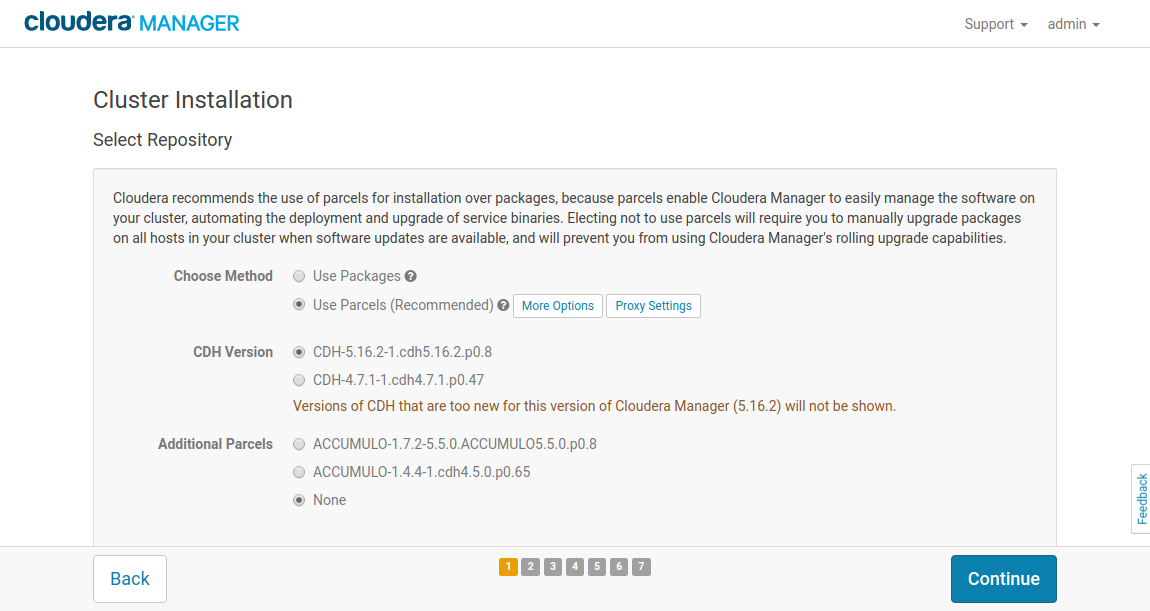 cloudera MANAGER
Support admin
Cluster Installation
Select Repository
Cloudera recommends the use of parcels for installation over packages, because parcels enable Cloudera Manager to easily manage the software on
your cluster, automating the deployment and upgrade of service binaries. Electing not to use parcels will require you to manually upgrade packages
on all hosts in your cluster when software updates are available, and will prevent you from using Cloudera Manager's rolling upgrade capabilities.
Choose Method Use Packages ?
Use Parcels (Recommended) ? More Options Proxy Settings
CDH Version CDH-5.16.2-1.cdh5.16.2.p0.8
CDH-4.7.1-1.cdh4.7.1.p0.47
Versions of CDH that are too new for this version of Cloudera Manager (5.16.2) will not be shown.
Additional Parcels ACCUMULO-1.7.2-5.5.0.ACCUMULO5.5.0.p0.8
ACCUMULO-1.4.4-1.cdh4.5.0.p0.65
None
Feedback
Back 1 2 3 4 5 6 7 Continue